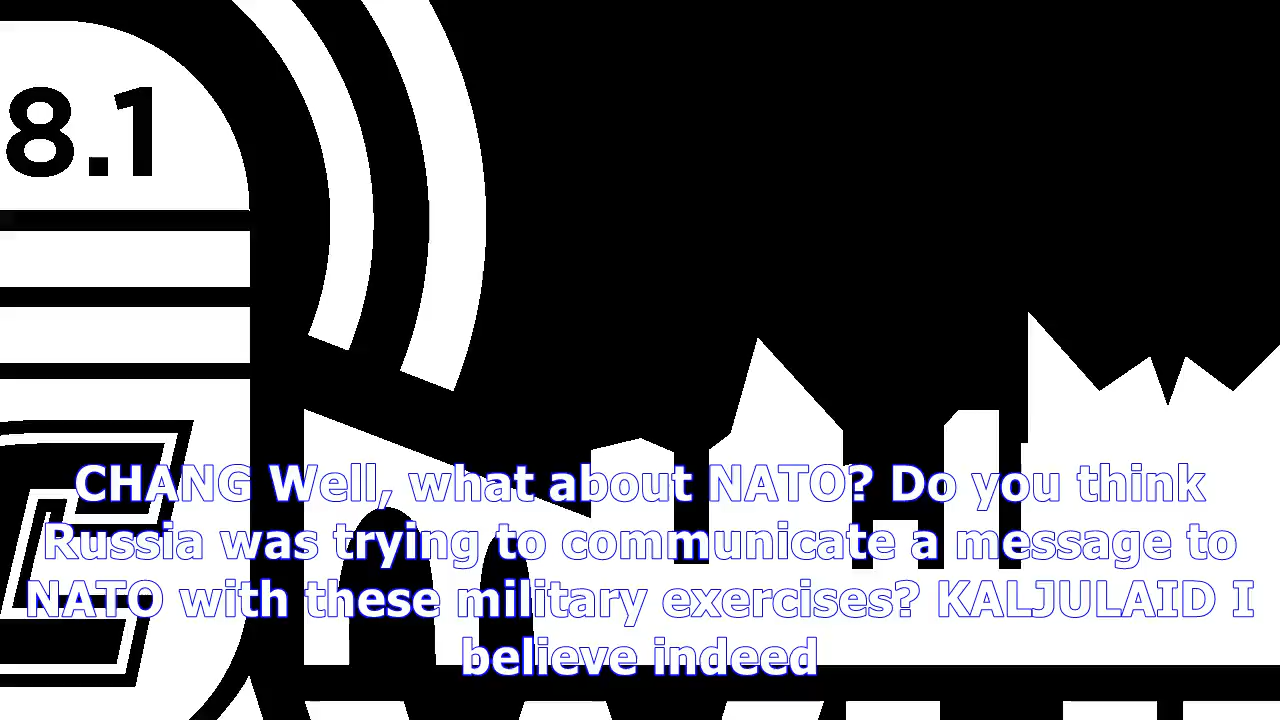 8.1
CHANG Well, what about NATO? Do you think
Russia was trying to communicate a message to
NATO with these military exercises? KALJULAID I
believe indeed